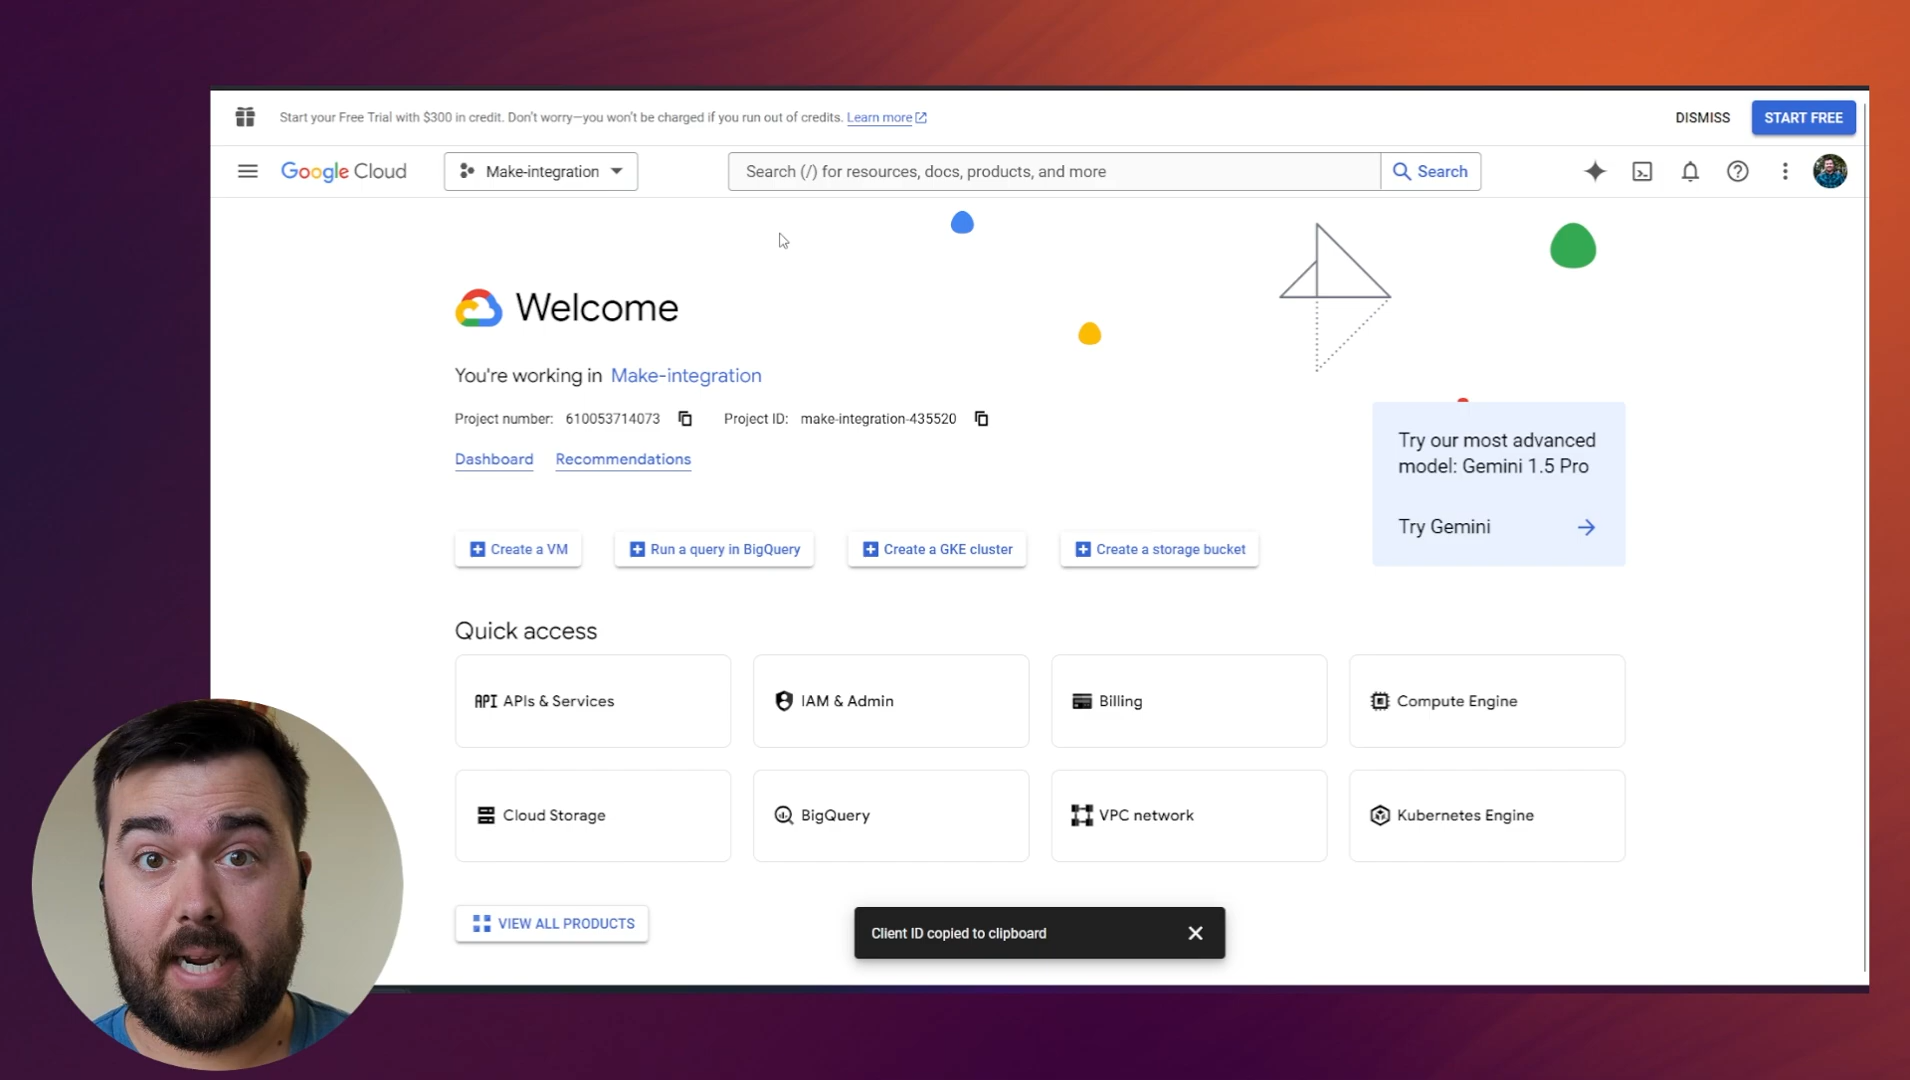 Start your Free Trial with $300 in credit. Don't worry—you won't be charged if you run out of credits. Learn more
DISMISS
START FREE
Google Cloud
Make-integration
Search (/) for resources, docs, products, and more
Search
Welcome
You're working in Make-integration
Project number: 610053714073
Project ID: make-integration-435520
Dashboard
Recommendations
Try our most advanced
model: Gemini 1.5 Pro
Try Gemini
Create a VM
Run a query in BigQuery
Create a GKE cluster
Create a storage bucket
Quick access
API APIs & Services
IAM & Admin
Billing
Compute Engine
Cloud Storage
BigQuery
VPC network
Kubernetes Engine
VIEW ALL PRODUCTS
Client ID copied to clipboard